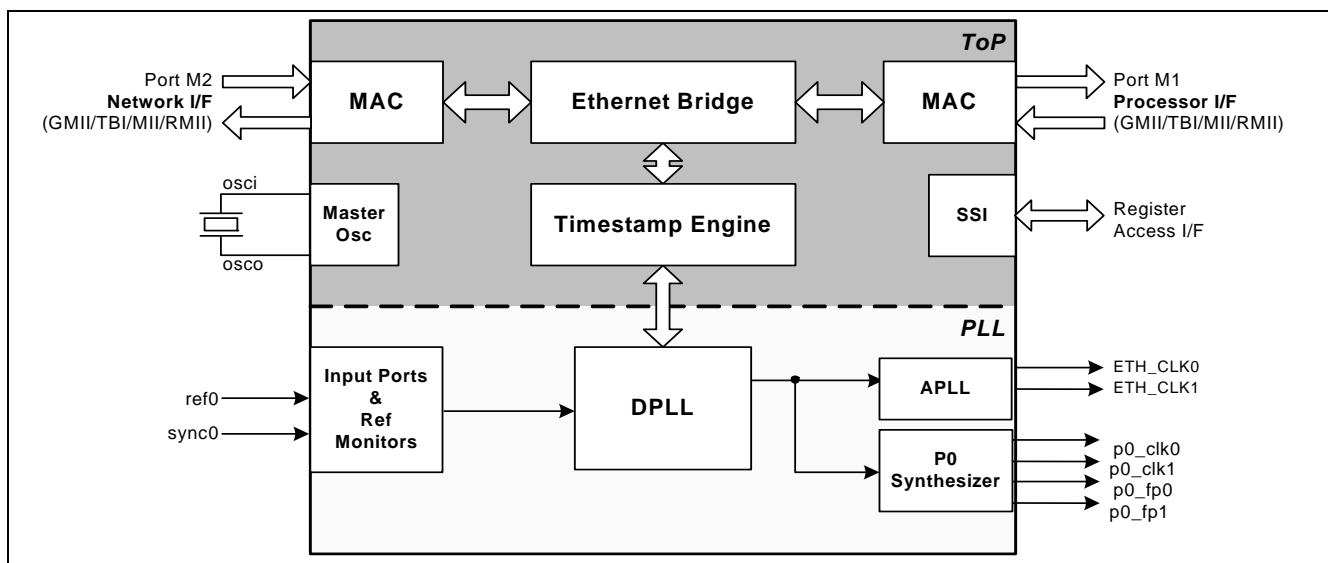 ToP
Port M2
Network I/F
(GMII/TBI/MII/RMII)
MAC
Ethernet Bridge
MAC
Port M1
Processor I/F
(GMII/TBI/MII/RMII)
osci
osco
Master
Osc
Timestamp Engine
SSI
Register
Access I/F
PLL
ref0
sync0
Input Ports
&
Ref
Monitors
DPLL
APLL
ETH_CLK0
ETH_CLK1
P0
Synthesizer
p0_clk0
p0_clk1
p0_fp0
p0_fp1